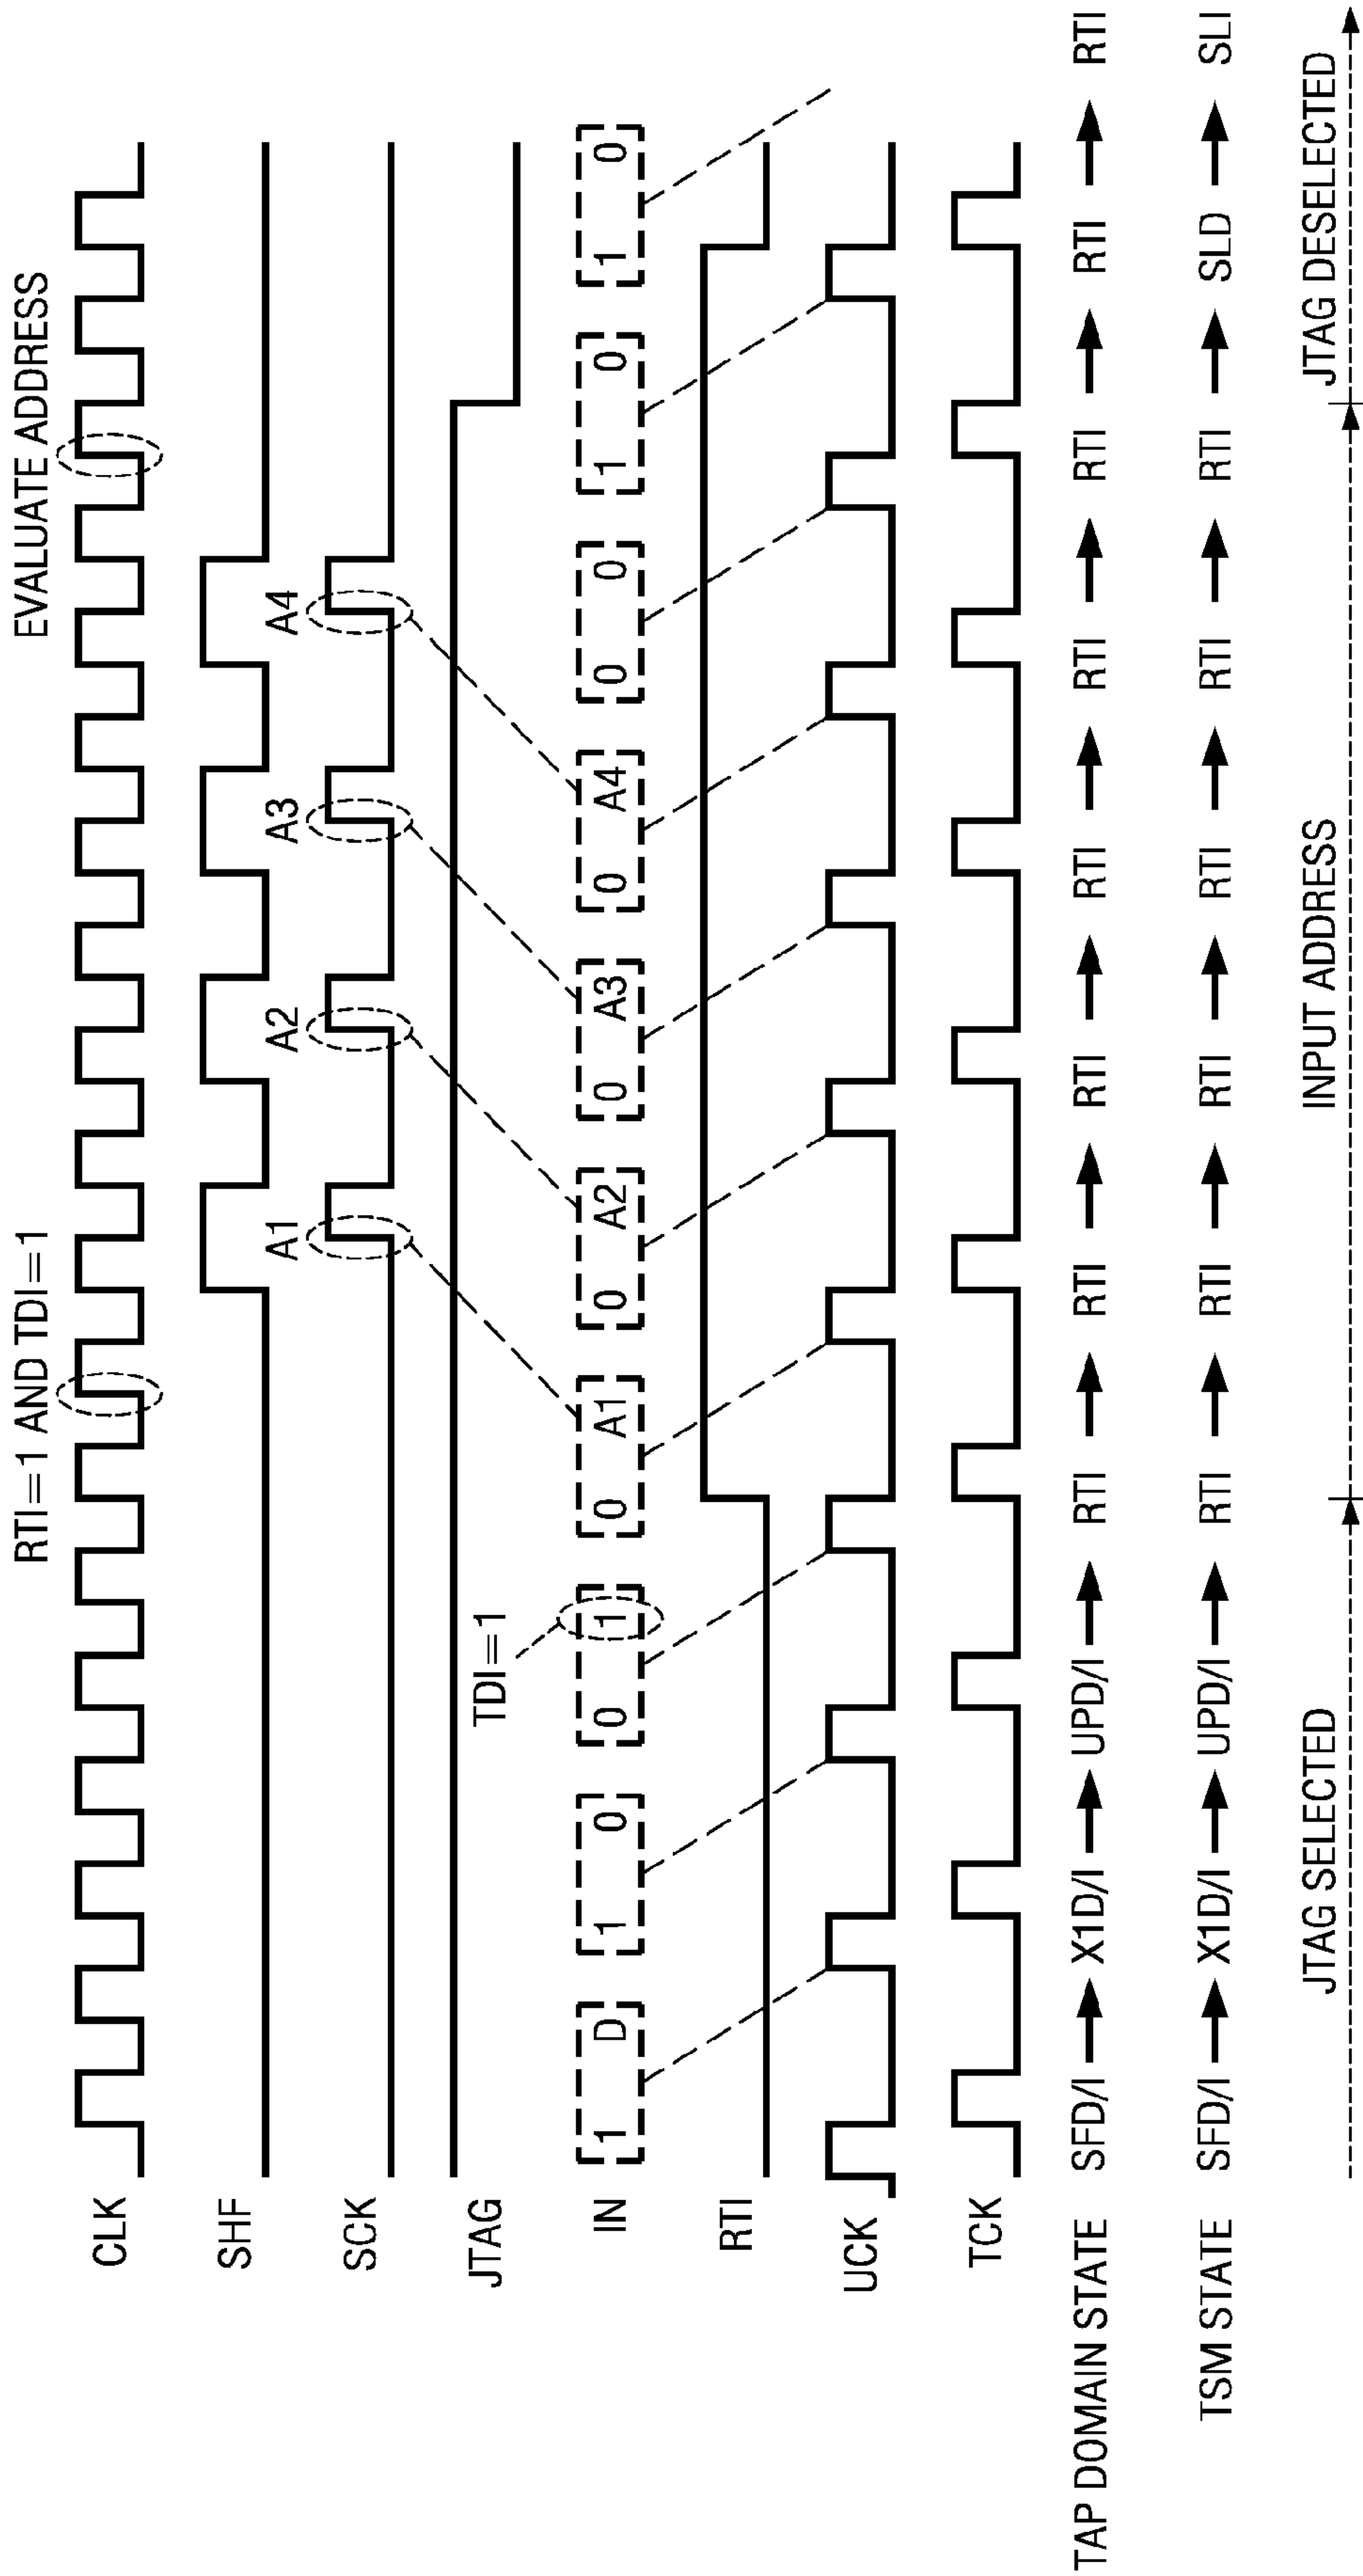 RTI=1 AND TDI=1 EVALUATE ADDRESS
CLK
SHF
A1 A2 A3 A4
SCK
JTAG
TDI=1
IN 1 D 1 0 0 1 0 A1 0 A2 0 A3 0 A4 0 0 1 0 1 0
RTI
UCK
TCK
TAP DOMAIN STATE SFD/I X1D/I UPD/I RTI RTI RTI RTI RTI RTI RTI RTI
TSM STATE SFD/I X1D/I UPD/I RTI RTI RTI RTI RTI RTI SLD SLI
JTAG SELECTED INPUT ADDRESS JTAG DESELECTED